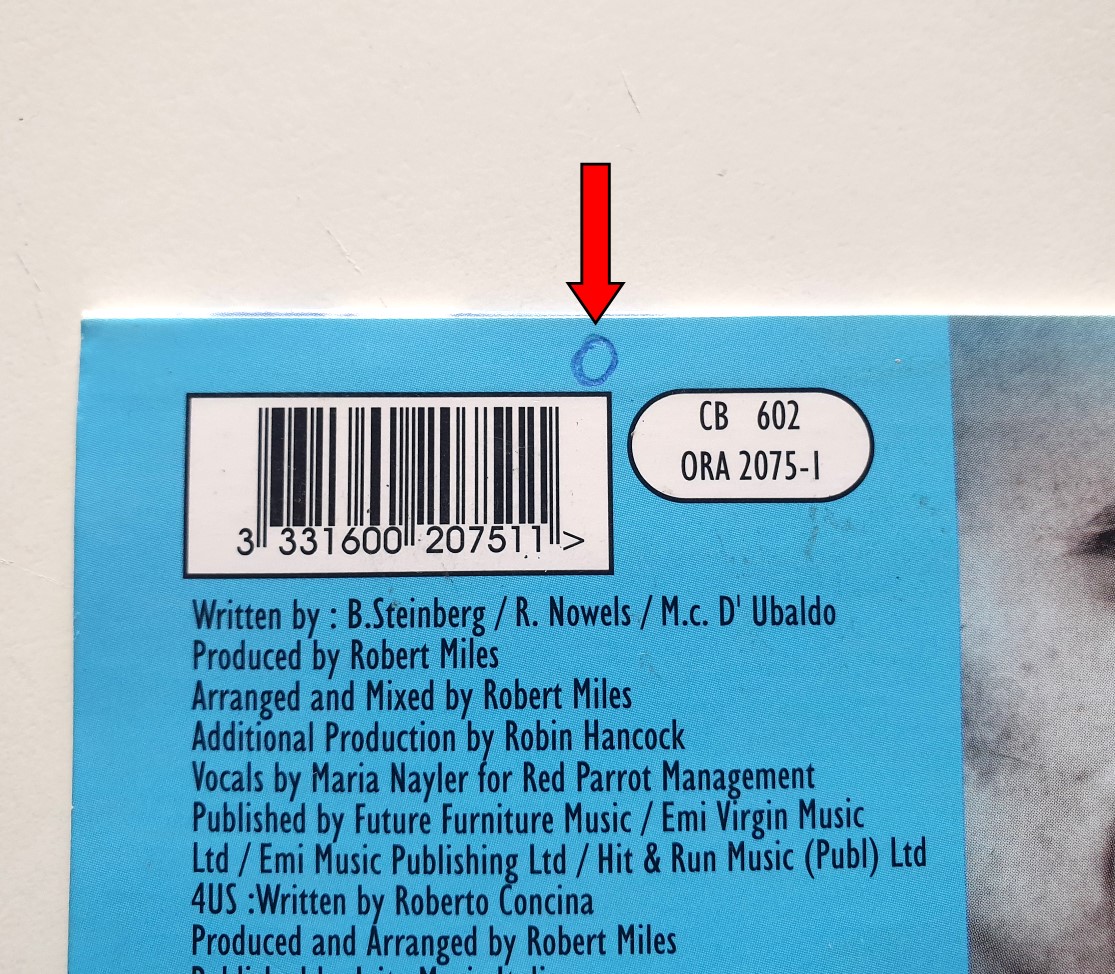 O
CB 602
ORA 2075-1
3 331600 207511 >
Written by : B.Steinberg / R. Nowels / M.c. D' Ubaldo
Produced by Robert Miles
Arranged and Mixed by Robert Miles
Additional Production by Robin Hancock
Vocals by Maria Nayler for Red Parrot Management
Published by Future Furniture Music / Emi Virgin Music
Ltd / Emi Music Publishing Ltd / Hit & Run Music (Publ) Ltd
4US :Written by Roberto Concina
Produced and Arranged by Robert Miles